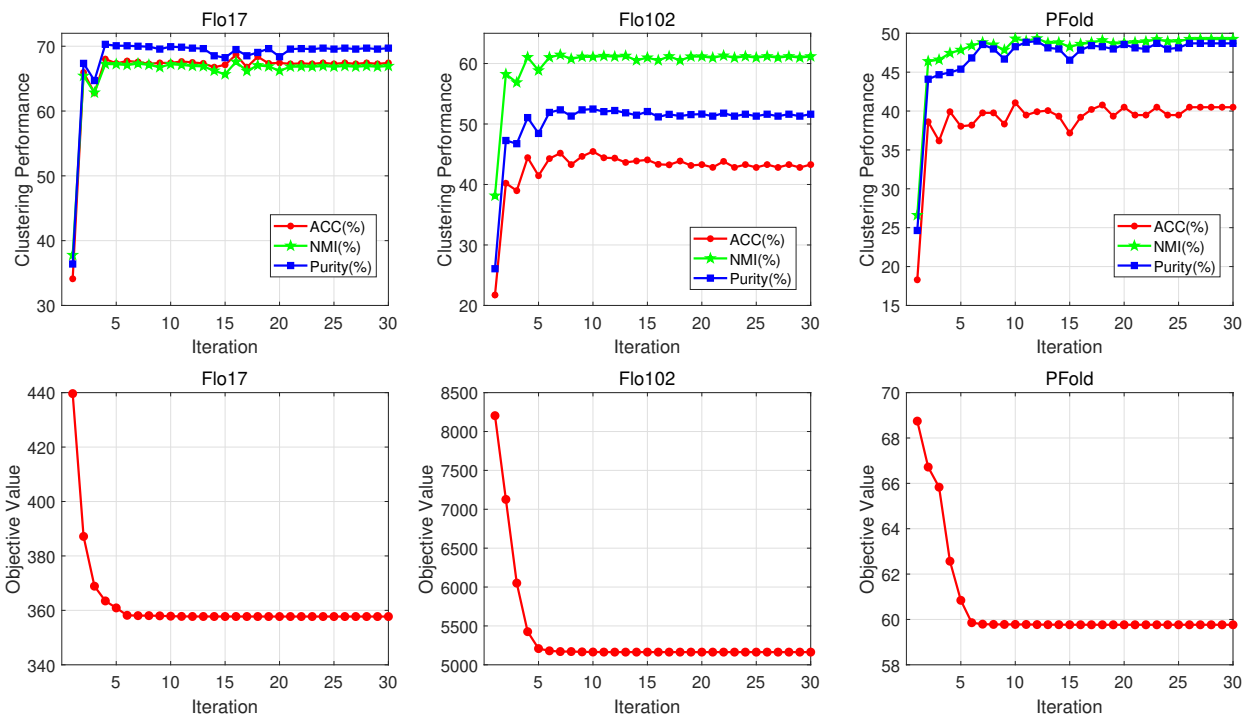 Flo17
Clustering Performance
70
60
50
40
30
5
10
15
20
25
30
Iteration
ACC(%)
NMI(%)
Purity(%)
Flo102
Clustering Performance
60
50
40
30
20
5
10
15
20
25
30
Iteration
ACC(%)
NMI(%)
Purity(%)
PFold
Clustering Performance
50
45
40
35
30
25
20
15
5
10
15
20
25
30
Iteration
ACC(%)
NMI(%)
Purity(%)
Flo17
Objective Value
440
420
400
380
360
340
5
10
15
20
25
30
Iteration
Flo102
Objective Value
8500
8000
7500
7000
6500
6000
5500
5000
5
10
15
20
25
30
Iteration
PFold
Objective Value
70
68
66
64
62
60
58
5
10
15
20
25
30
Iteration